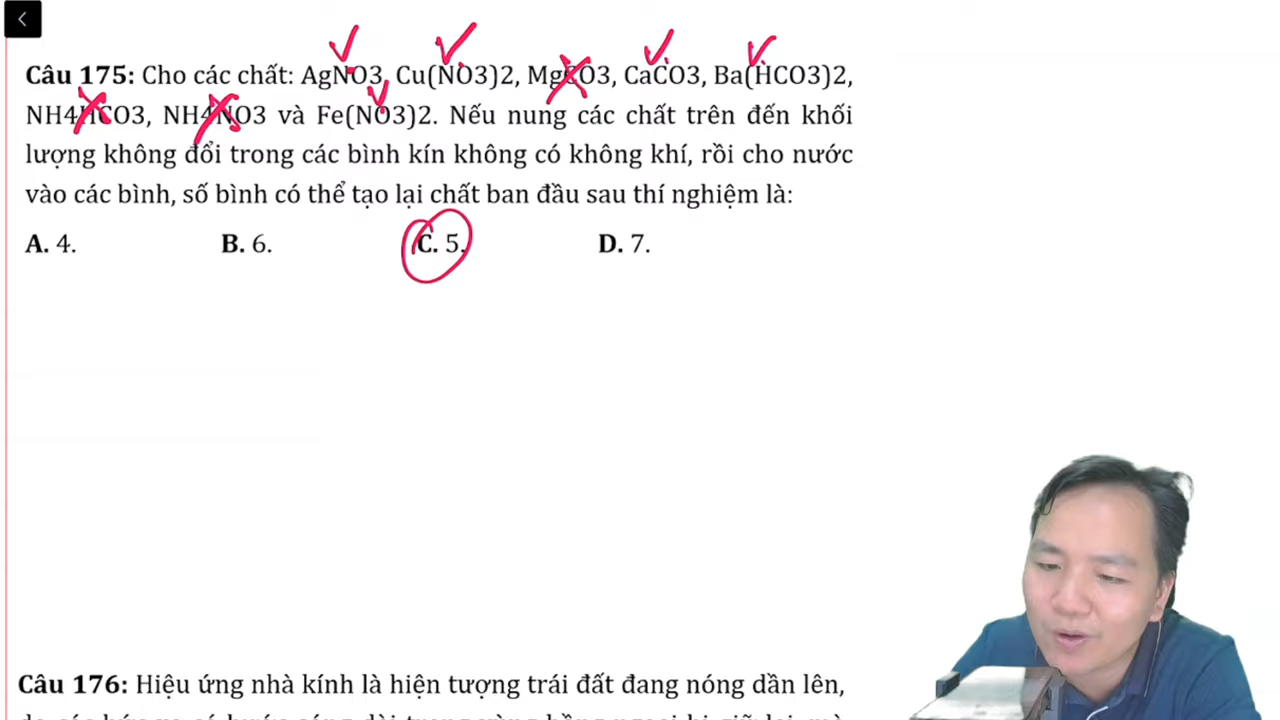 Câu 175: Cho các chất: AgNO3, Cu(NO3)2, MgCO3, CaCO3, Ba(HCO3)2,
NH4HCO3, NH4NO3 và Fe(NO3)2. Nếu nung các chất trên đến khối
lượng không đổi trong các bình kín không có không khí, rồi cho nước
vào các bình, số bình có thể tạo lại chất ban đầu sau thí nghiệm là:
A. 4. B. 6. C. 5. D. 7.
Câu 176: Hiệu ứng nhà kính là hiện tượng trái đất đang nóng dần lên,